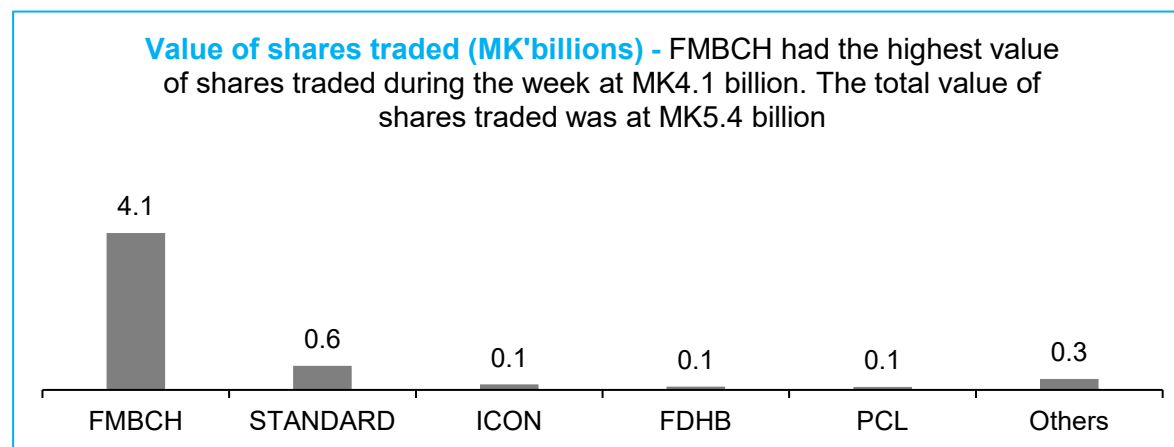 Value of shares traded (MK'billions) - FMBCH had the highest value
of shares traded during the week at MK4.1 billion. The total value of
shares traded was at MK5.4 billion
4.1
0.6
0.1
0.1
0.1
0.3
FMBCH
STANDARD
ICON
FDHB
PCL
Others